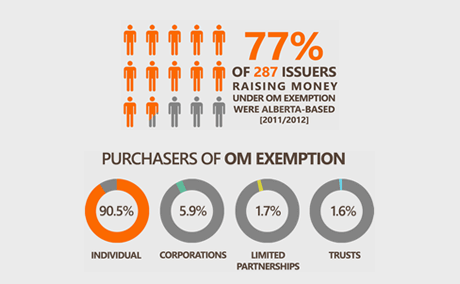 77%
OF 287 ISSUERS
RAISING MONEY
UNDER OM EXEMPTION
WERE ALBERTA-BASED
[2011/2012]
PURCHASERS OF OM EXEMPTION
90.5%
5.9%
1.7%
1.6%
INDIVIDUAL
CORPORATIONS
LIMITED
PARTNERSHIPS
TRUSTS